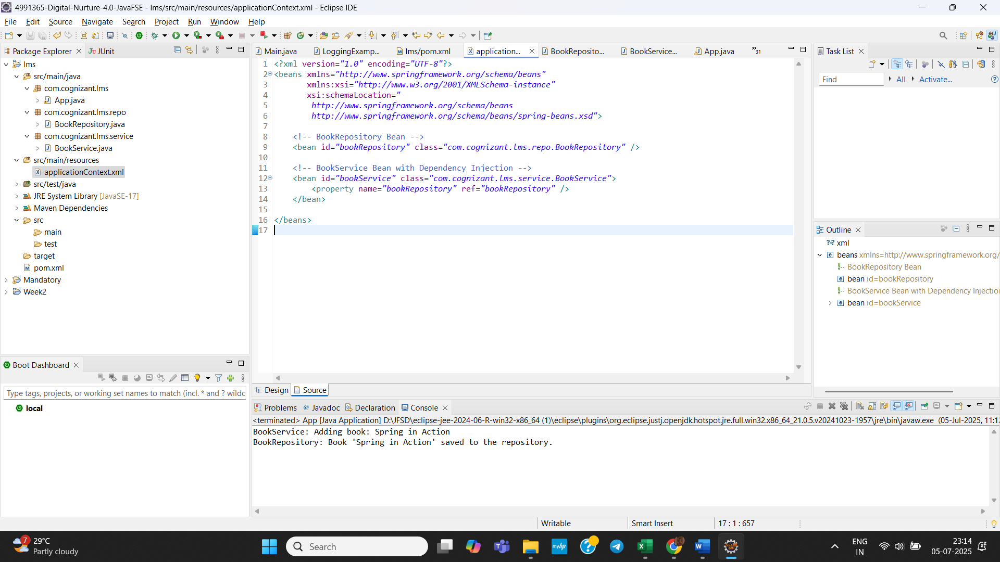 4991365-Digital-Nurture-4.0-JavaFSE - lms/src/main/resources/applicationContext.xml - Eclipse IDE
File Edit Source Navigate Search Project Run Window Help
Package Explorer JUnit
lms
src/main/java
com.cognizant.lms
App.java
com.cognizant.lms.repo
BookRepository.java
com.cognizant.lms.service
BookService.java
src/main/resources
applicationContext.xml
src/test/java
JRE System Library [JavaSE-17]
Maven Dependencies
src
main
test
target
pom.xml
Mandatory
Week2
Boot Dashboard
Type tags, projects, or working set names to match (incl. * and ? wildc
local
Main.java LoggingExamp... lms/pom.xml application... BookReposito... BookService... App.java 31
1 <?xml version="1.0" encoding="UTF-8"?>
2 <beans xmlns="http://www.springframework.org/schema/beans"
3 xmlns:xsi="http://www.w3.org/2001/XMLSchema-instance"
4 xsi:schemaLocation="
5 http://www.springframework.org/schema/beans
6 http://www.springframework.org/schema/beans/spring-beans.xsd">
7
8 <!-- BookRepository Bean -->
9 <bean id="bookRepository" class="com.cognizant.lms.repo.BookRepository" />
10
11 <!-- BookService Bean with Dependency Injection -->
12 <bean id="bookService" class="com.cognizant.lms.service.BookService">
13 <property name="bookRepository" ref="bookRepository" />
14 </bean>
15
16 </beans>
17
Design Source
Task List
Find All Activate...
Outline
xml
beans xmlns=http://www.springframework.org/
BookRepository Bean
bean id=bookRepository
BookService Bean with Dependency Injectio
bean id=bookService
Problems Javadoc Declaration Console
<terminated> App [Java Application] D:\JFSD\eclipse-jee-2024-06-R-win32-x86_64 (1)\eclipse\plugins\org.eclipse.justj.openjdk.hotspot.jre.full.win32.x86_64_21.0.5.v20241023-1957\jre\bin\javaw.exe (05-Jul-2025, 11:1
BookService: Adding book: Spring in Action
BookRepository: Book 'Spring in Action' saved to the repository.
Writable Smart Insert 17 : 1 : 657
7
29°C
Partly cloudy
Search
myhp
ENG
IN
23:14
05-07-2025